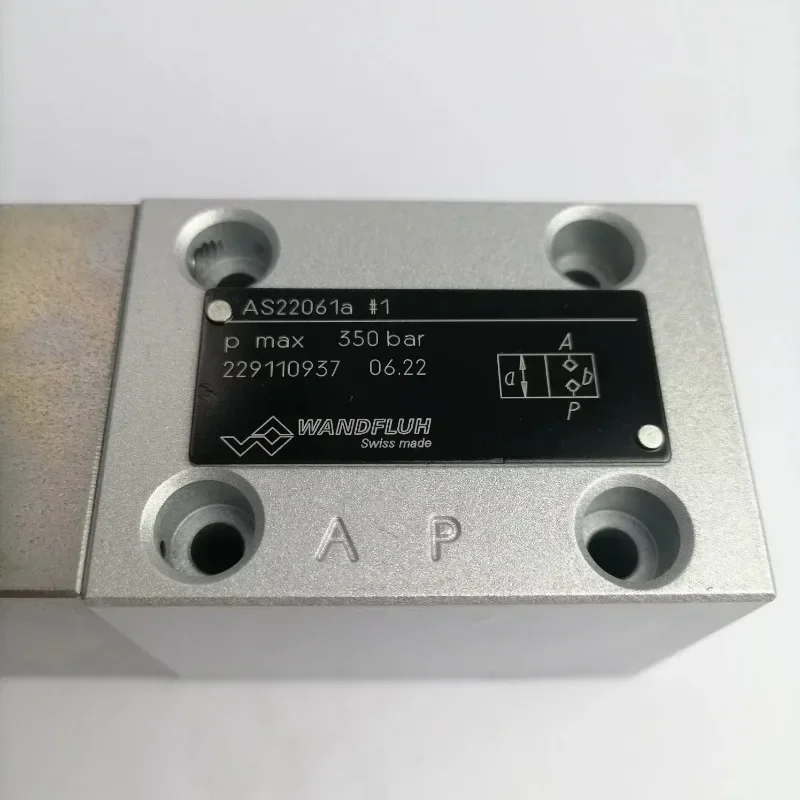 AS22061a #1
p max 350 bar
229110937 06.22
A
a b
P
WANDFLUH
Swiss made
A P